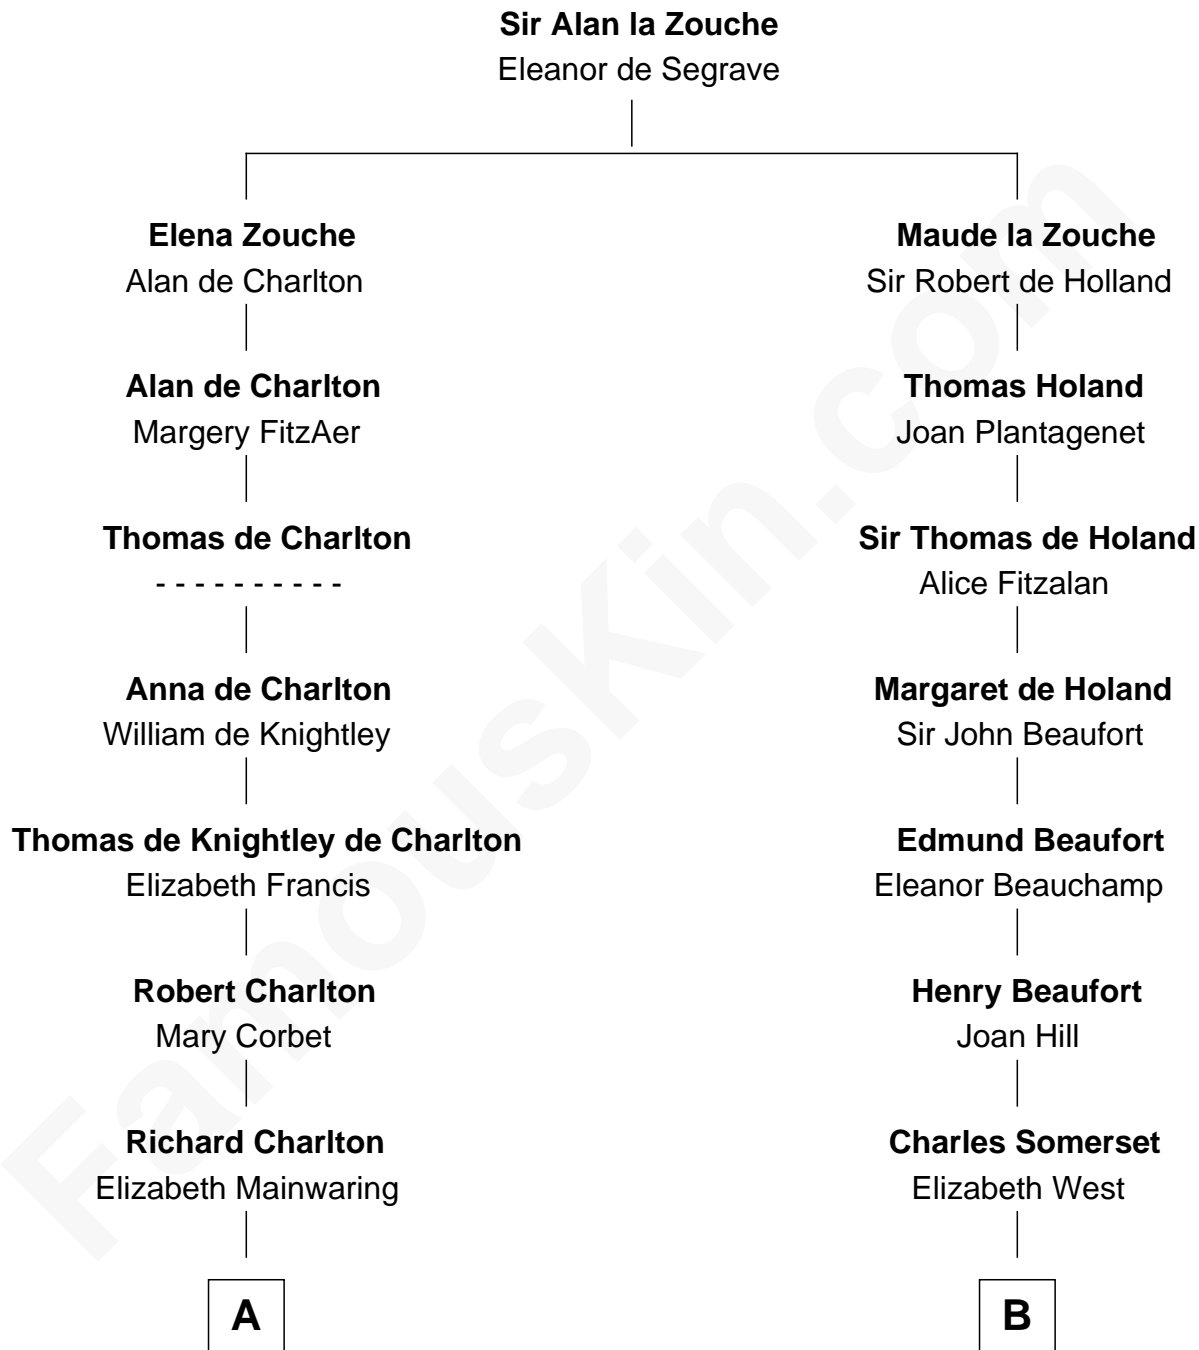 Sir Alan la Zouche
Eleanor de Segrave
Elena Zouche
Alan de Charlton
Maude la Zouche
Sir Robert de Holland
Alan de Charlton
Margery FitzAer
Thomas Holand
Joan Plantagenet
Thomas de Charlton
- - - - - - - - - -
Sir Thomas de Holand
Alice Fitzalan
Anna de Charlton
William de Knightley
Margaret de Holand
Sir John Beaufort
Thomas de Knightley de Charlton
Elizabeth Francis
Edmund Beaufort
Eleanor Beauchamp
Robert Charlton
Mary Corbet
Henry Beaufort
Joan Hill
Richard Charlton
Elizabeth Mainwaring
Charles Somerset
Elizabeth West
A
B
FamousKin.com